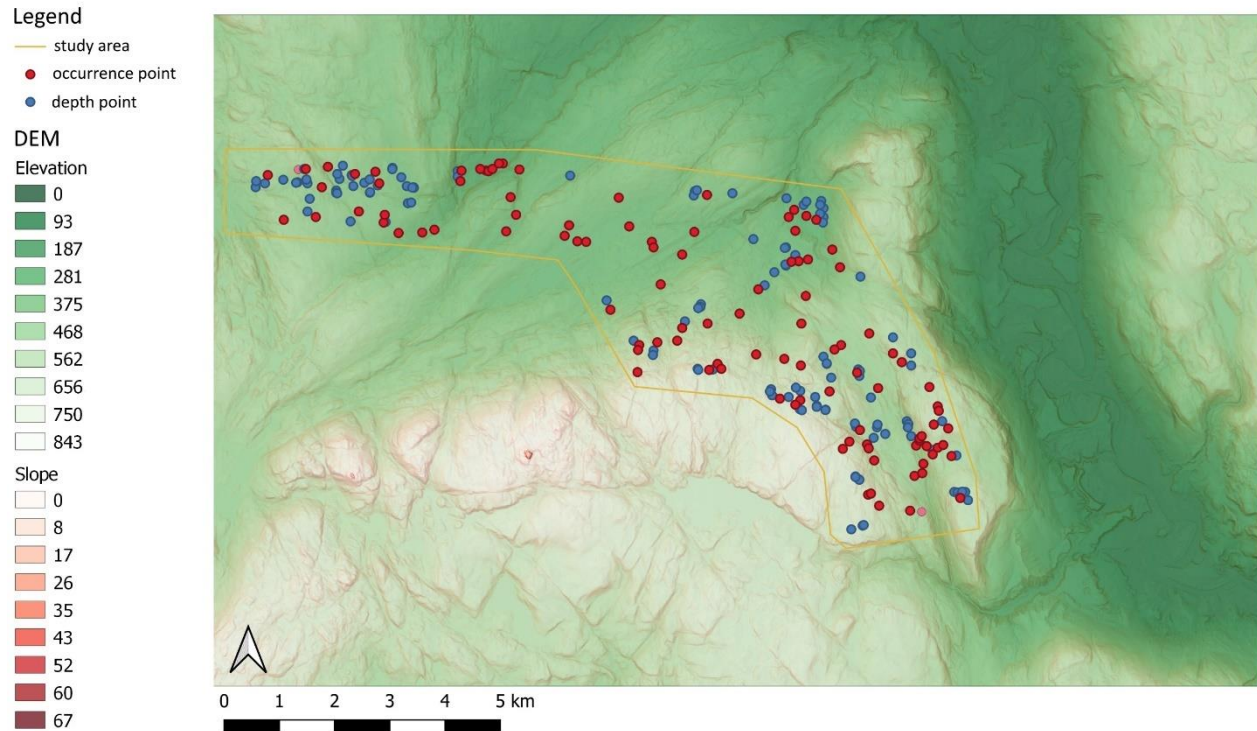 Legend
study area
occurrence point
depth point
DEM
Elevation
0
93
187
281
375
468
562
656
750
843
Slope
0
8
17
26
35
43
52
60
67
0 1 2 3 4 5 km